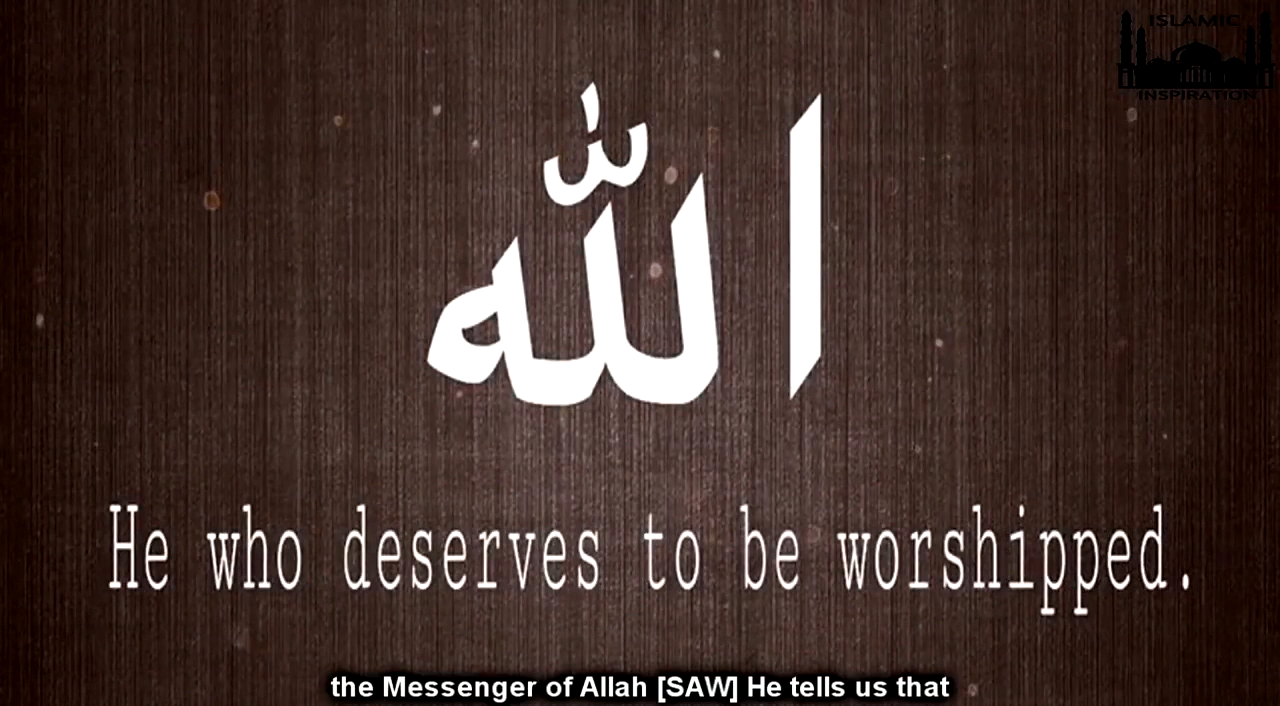 ISLAMIC
INSPIRATION
الله
He who deserves to be worshipped.
the Messenger of Allah [SAW] He tells us that